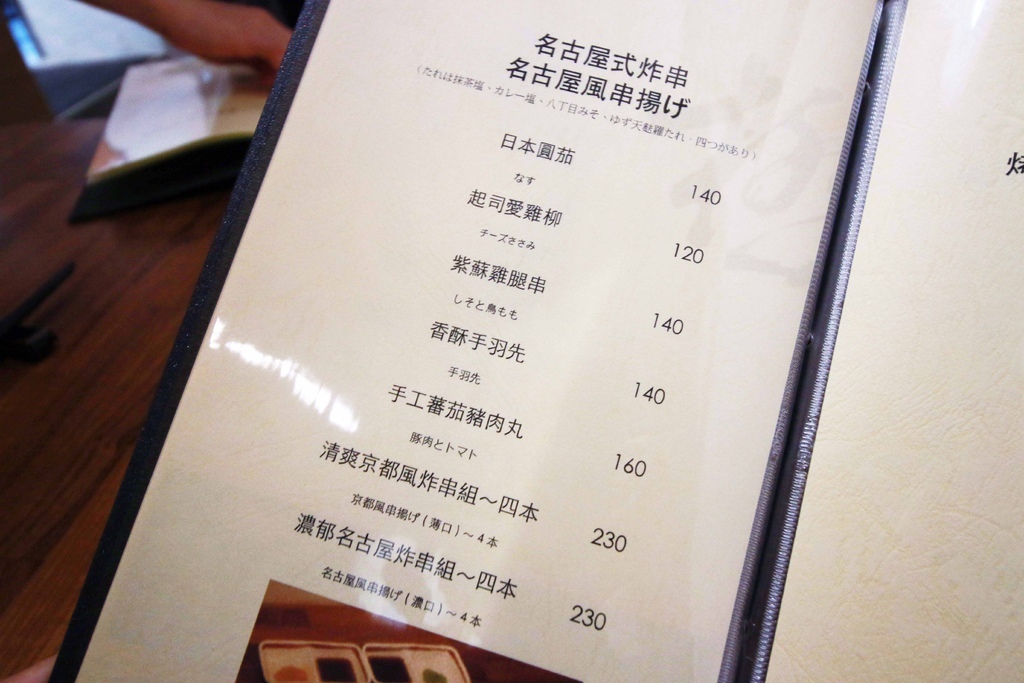 名古屋式炸串
名古屋風串揚げ
（たれは抹茶塩、カレー塩、八丁目みそ、ゆず天麩羅たれ、四つがあり）
日本圓茄 140
なす
起司愛雞柳 120
チーズささみ
紫蘇雞腿串 140
しそと鳥もも
香酥手羽先 140
手羽先
手工蕃茄豬肉丸 160
豚肉とトマト
清爽京都風炸串組～四本 230
京都風串揚げ(薄口)～4本
濃郁名古屋炸串組～四本 230
名古屋風串揚げ(濃口)～4本